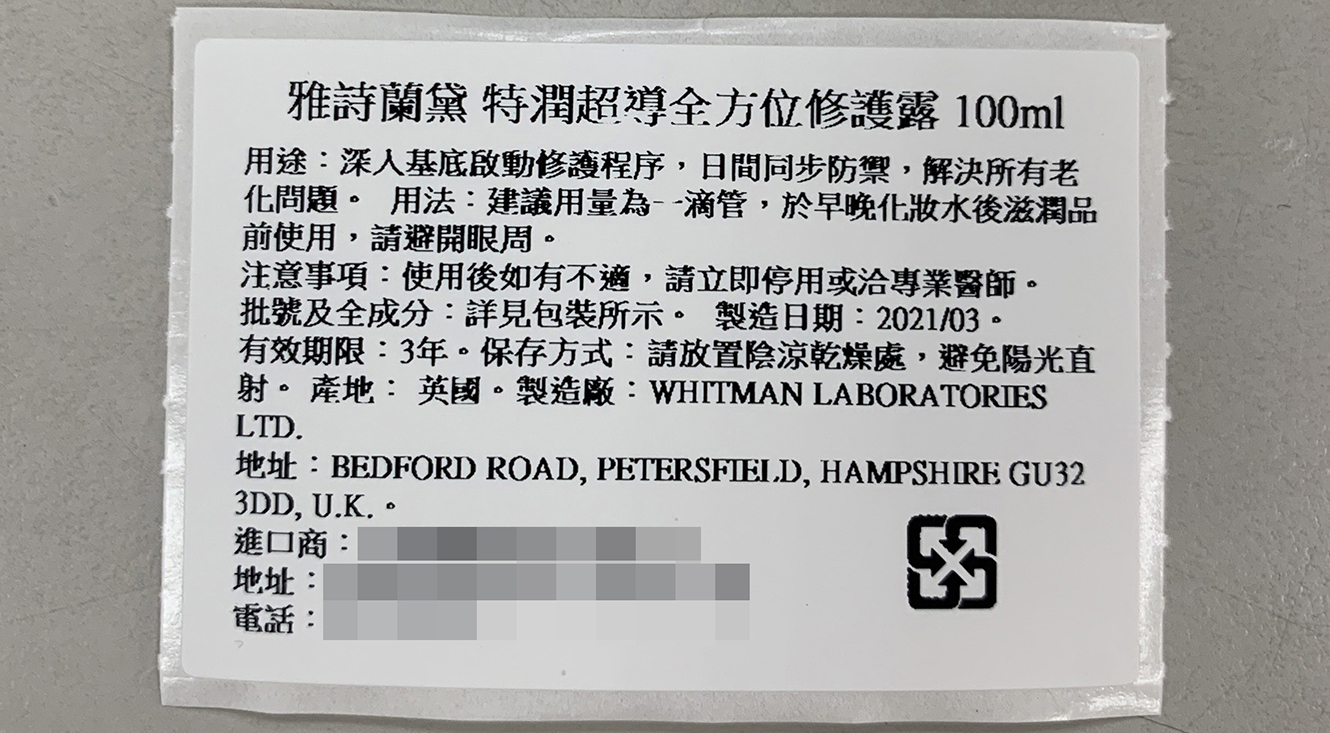 雅詩蘭黛 特潤超導全方位修護露 100ml
用途：深入基底啟動修護程序，日間同步防禦，解決所有老
化問題。 用法：建議用量為一滴管，於早晚化妝水後滋潤品
前使用，請避開眼周。
注意事項：使用後如有不適，請立即停用或洽專業醫師。
批號及全成分：詳見包裝所示。 製造日期：2021/03。
有效期限：3年。保存方式：請放置陰涼乾燥處，避免陽光直
射。 產地： 英國。製造廠：WHITMAN LABORATORIES
LTD.
地址：BEDFORD ROAD, PETERSFIELD, HAMPSHIRE GU32
3DD, U.K.。
進口商：
地址：
電話：